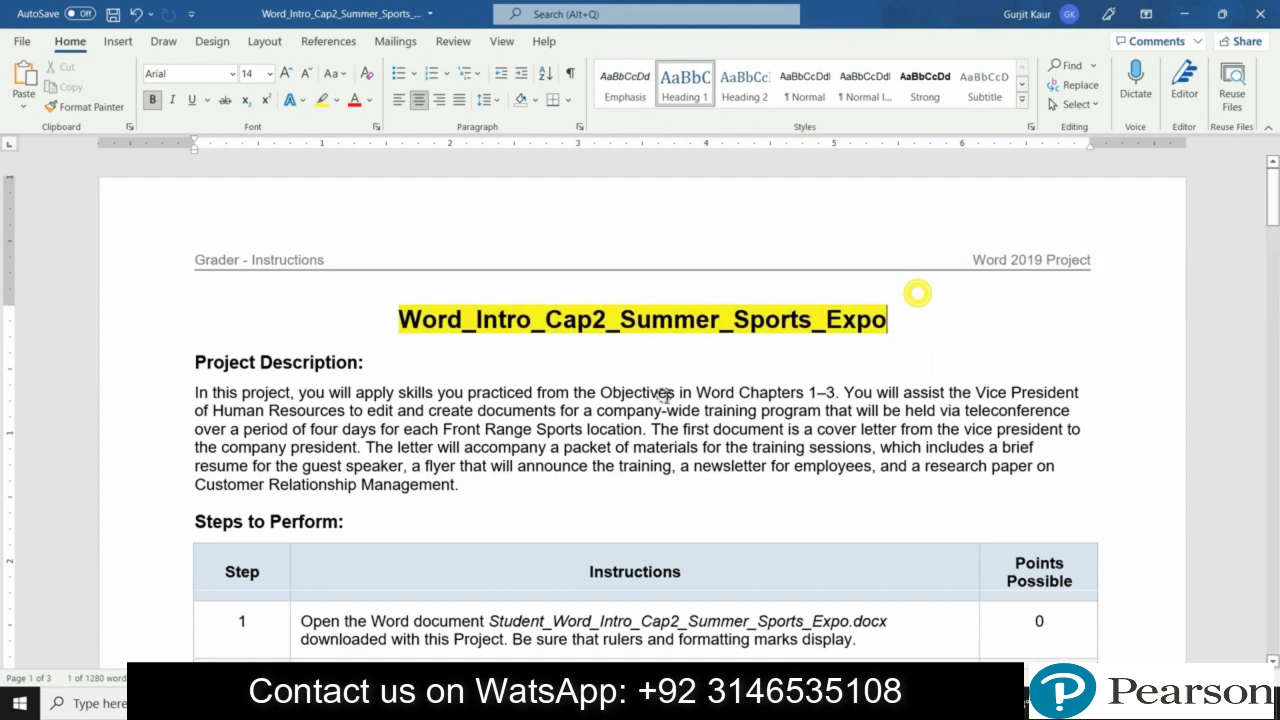 AutoSave Off Word_Intro_Cap2_Summer_Sports_... Search (Alt+Q) Gurjit Kaur GK
File Home Insert Draw Design Layout References Mailings Review View Help Comments Share
Paste Cut Copy Format Painter
Arial 14
AaBbCcDd AaBbC AaBbCc AaBbCcDd AaBbCcDd AaBbCcDd AaBbCcD
Emphasis Heading 1 Heading 2 ¶ Normal ¶ Normal I... Strong Subtitle
Find Replace Select
Dictate Editor Reuse Files
Clipboard Font Paragraph Styles Editing Voice Editor Reuse Files
1 2 3 4 5 6
Grader - Instructions Word 2019 Project
Word_Intro_Cap2_Summer_Sports_Expo
Project Description:
In this project, you will apply skills you practiced from the Objectives in Word Chapters 1–3. You will assist the Vice President
of Human Resources to edit and create documents for a company-wide training program that will be held via teleconference
over a period of four days for each Front Range Sports location. The first document is a cover letter from the vice president to
the company president. The letter will accompany a packet of materials for the training sessions, which includes a brief
resume for the guest speaker, a flyer that will announce the training, a newsletter for employees, and a research paper on
Customer Relationship Management.
Steps to Perform:
Step Instructions Points Possible
1 Open the Word document Student_Word_Intro_Cap2_Summer_Sports_Expo.docx 0
downloaded with this Project. Be sure that rulers and formatting marks display.
Page 1 of 3 1 of 1280 word
Type here
Contact us on WatsApp: +92 3146535108
Pearson